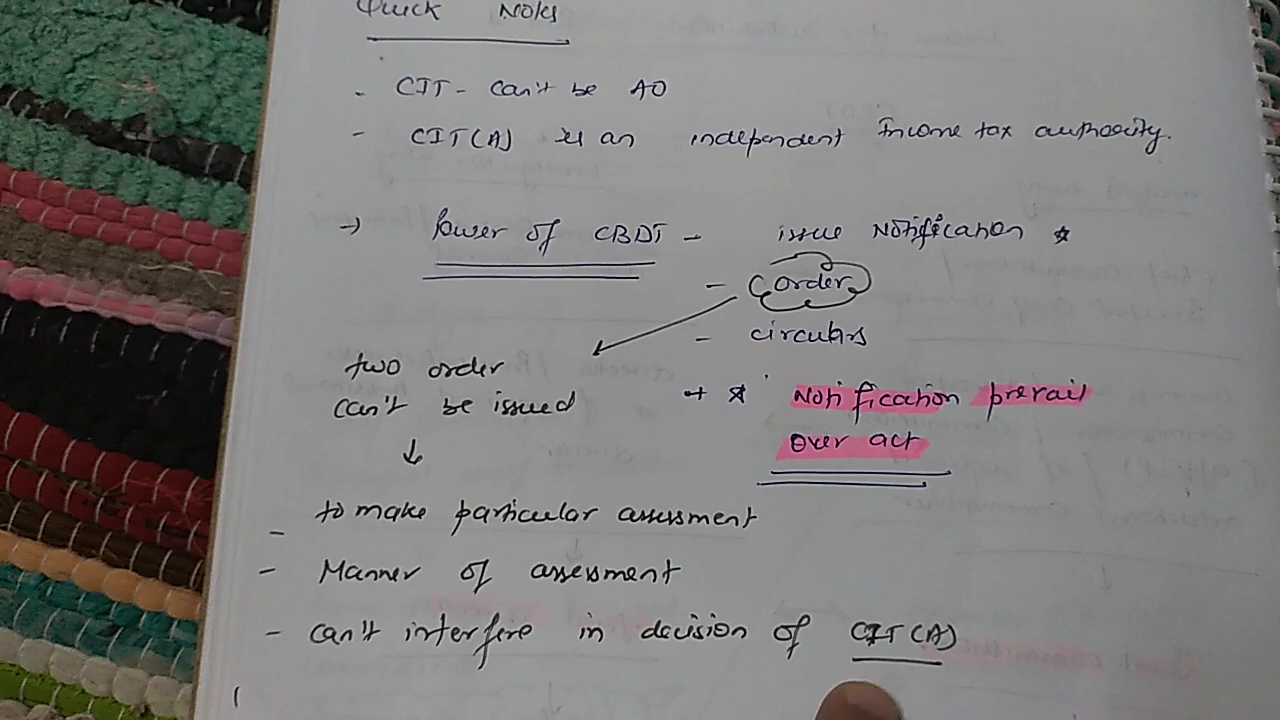 Quick Notes
- CIT - Can't be AO
- CIT(A) is an independent Income tax authority.
→ Power of CBDT - issue Notification ☆
- order
- circulars
two order
can't be issued
↓
→ ☆ Notification prevail
over act
- to make particular assessment
- Manner of assessment
- can't interfere in decision of CIT(A)